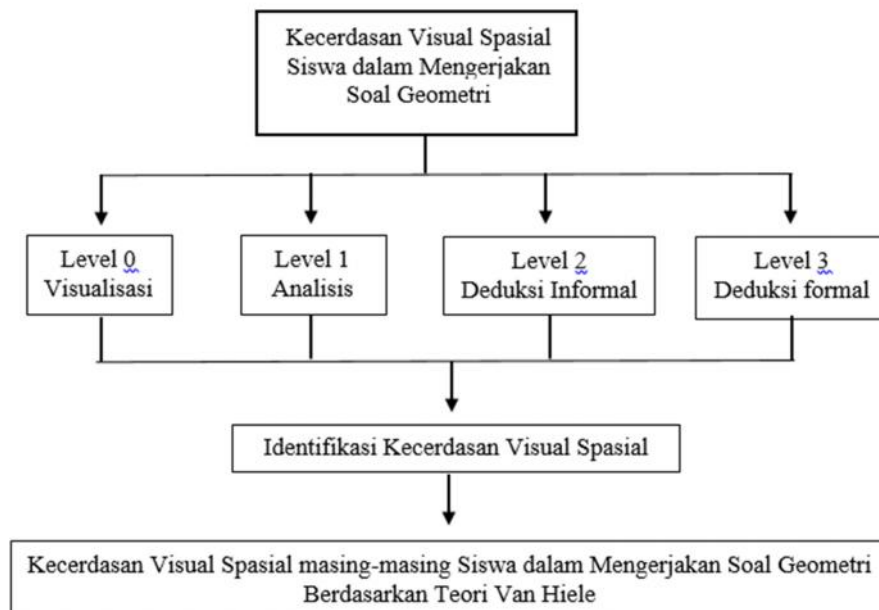 Kecerdasan Visual Spasial
Siswa dalam Mengerjakan
Soal Geometri
Level 0
Visualisasi
Level 1
Analisis
Level 2
Deduksi Informal
Level 3
Deduksi formal
Identifikasi Kecerdasan Visual Spasial
Kecerdasan Visual Spasial masing-masing Siswa dalam Mengerjakan Soal Geometri
Berdasarkan Teori Van Hiele